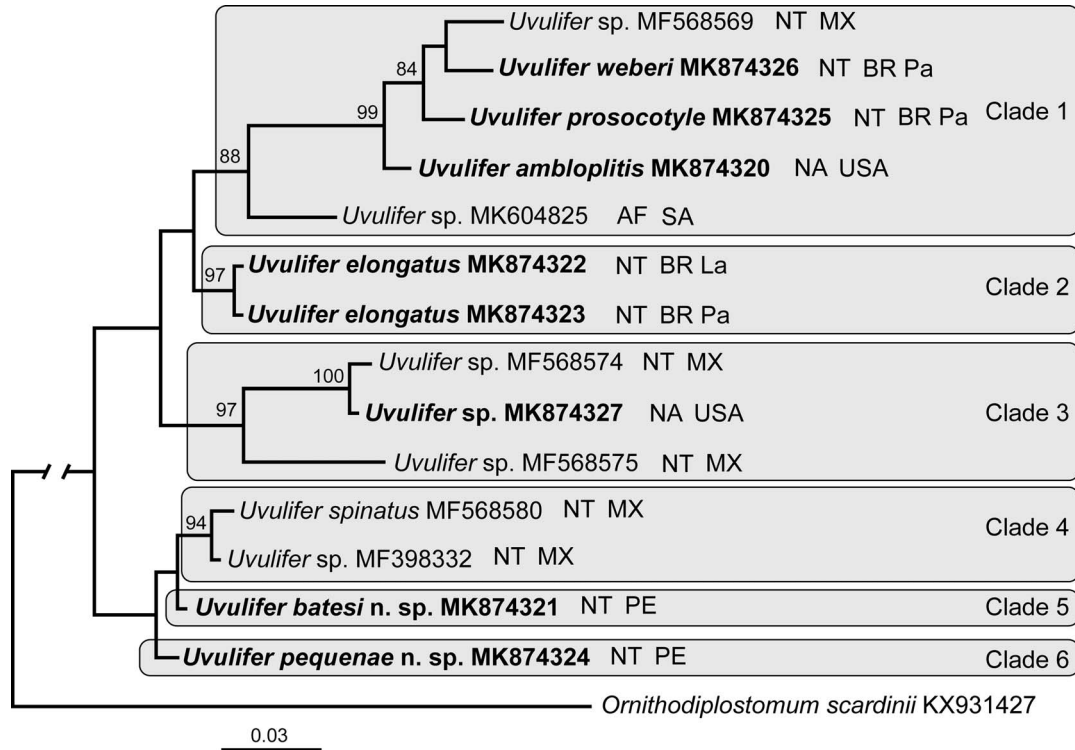 Uvulifer sp. MF568569 NT MX
84
Uvulifer weberi MK874326 NT BR Pa
99
Uvulifer prosocotyle MK874325 NT BR Pa
Clade 1
88
Uvulifer ambloplitis MK874320 NA USA
Uvulifer sp. MK604825 AF SA
97
Uvulifer elongatus MK874322 NT BR La
Clade 2
Uvulifer elongatus MK874323 NT BR Pa
Uvulifer sp. MF568574 NT MX
100
97
Uvulifer sp. MK874327 NA USA
Clade 3
Uvulifer sp. MF568575 NT MX
Uvulifer spinatus MF568580 NT MX
94
Clade 4
Uvulifer sp. MF398332 NT MX
Uvulifer batesi n. sp. MK874321 NT PE
Clade 5
Uvulifer pequenae n. sp. MK874324 NT PE
Clade 6
Ornithodiplostomum scardinii KX931427
0.03